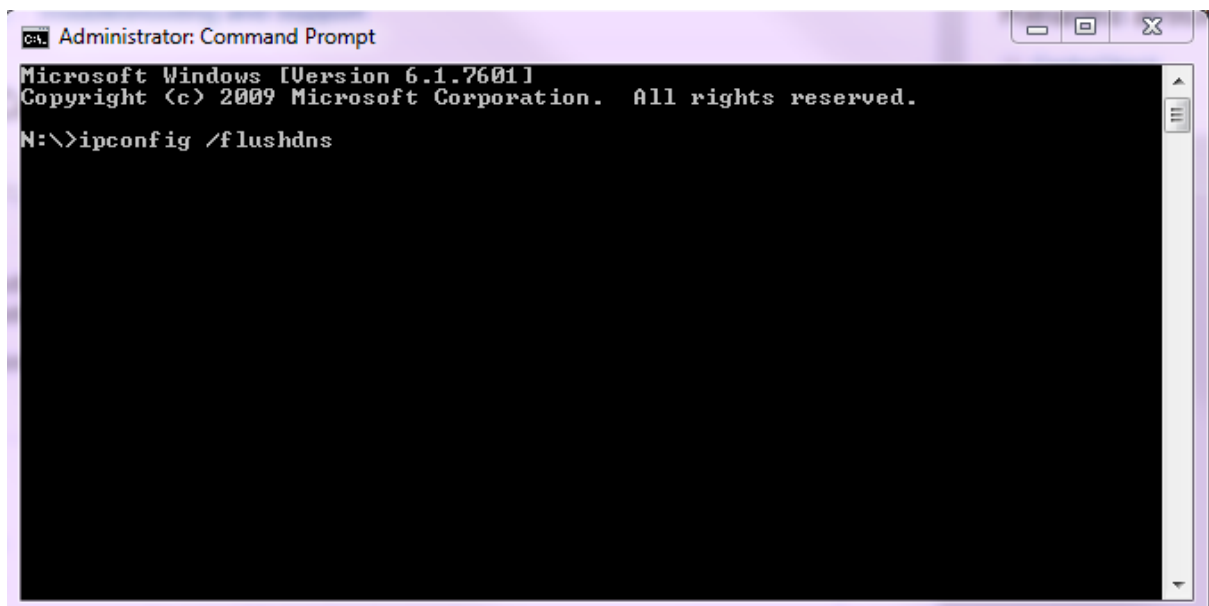 Administrator: Command Prompt
Microsoft Windows [Version 6.1.7601]
Copyright (c) 2009 Microsoft Corporation.  All rights reserved.
N:\>ipconfig /flushdns